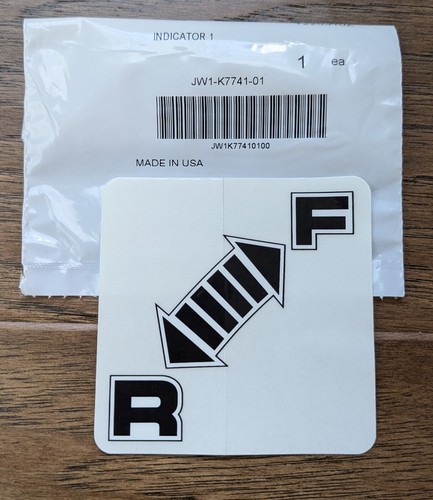 INDICATOR 1
1 ea
JW1-K7741-01
JW1K77410100
MADE IN USA
F
R